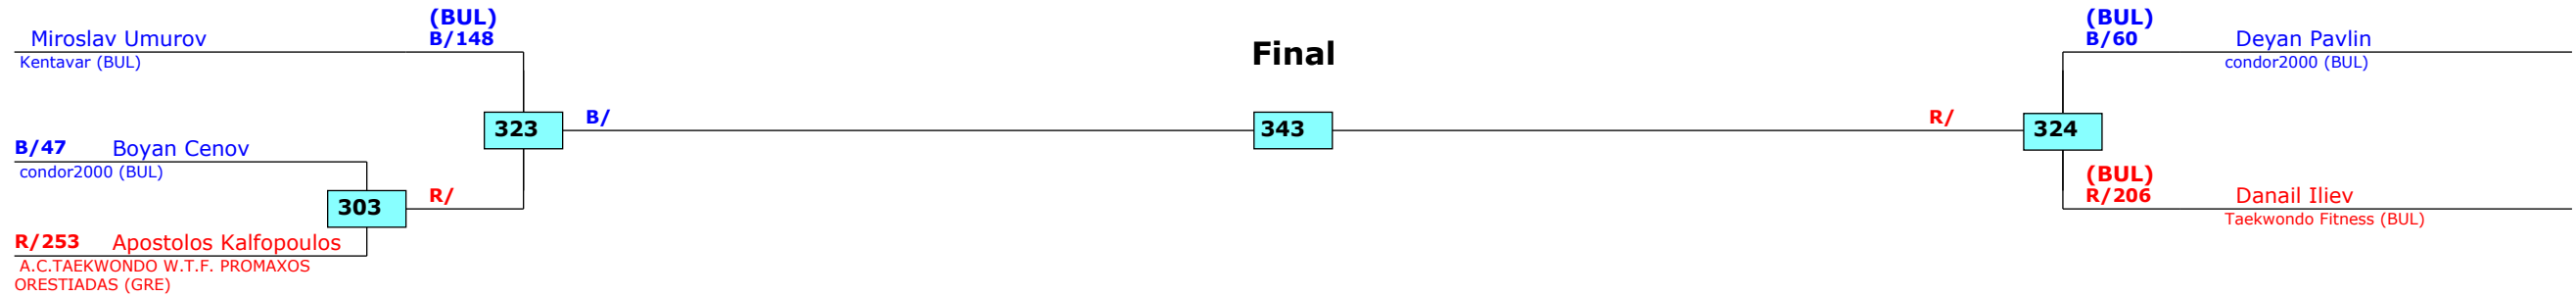 (BUL)
Miroslav Umurov B/148
Kentavar (BUL)
Final
(BUL)
B/60 Deyan Pavlin
condor2000 (BUL)
323 B/ 343 R/ 324
B/47 Boyan Cenov
condor2000 (BUL)
303 R/
R/253 Apostolos Kalfopoulos
A.C.TAEKWONDO W.T.F. PROMAXOS
ORESTIADAS (GRE)
(BUL)
R/206 Danail Iliev
Taekwondo Fitness (BUL)